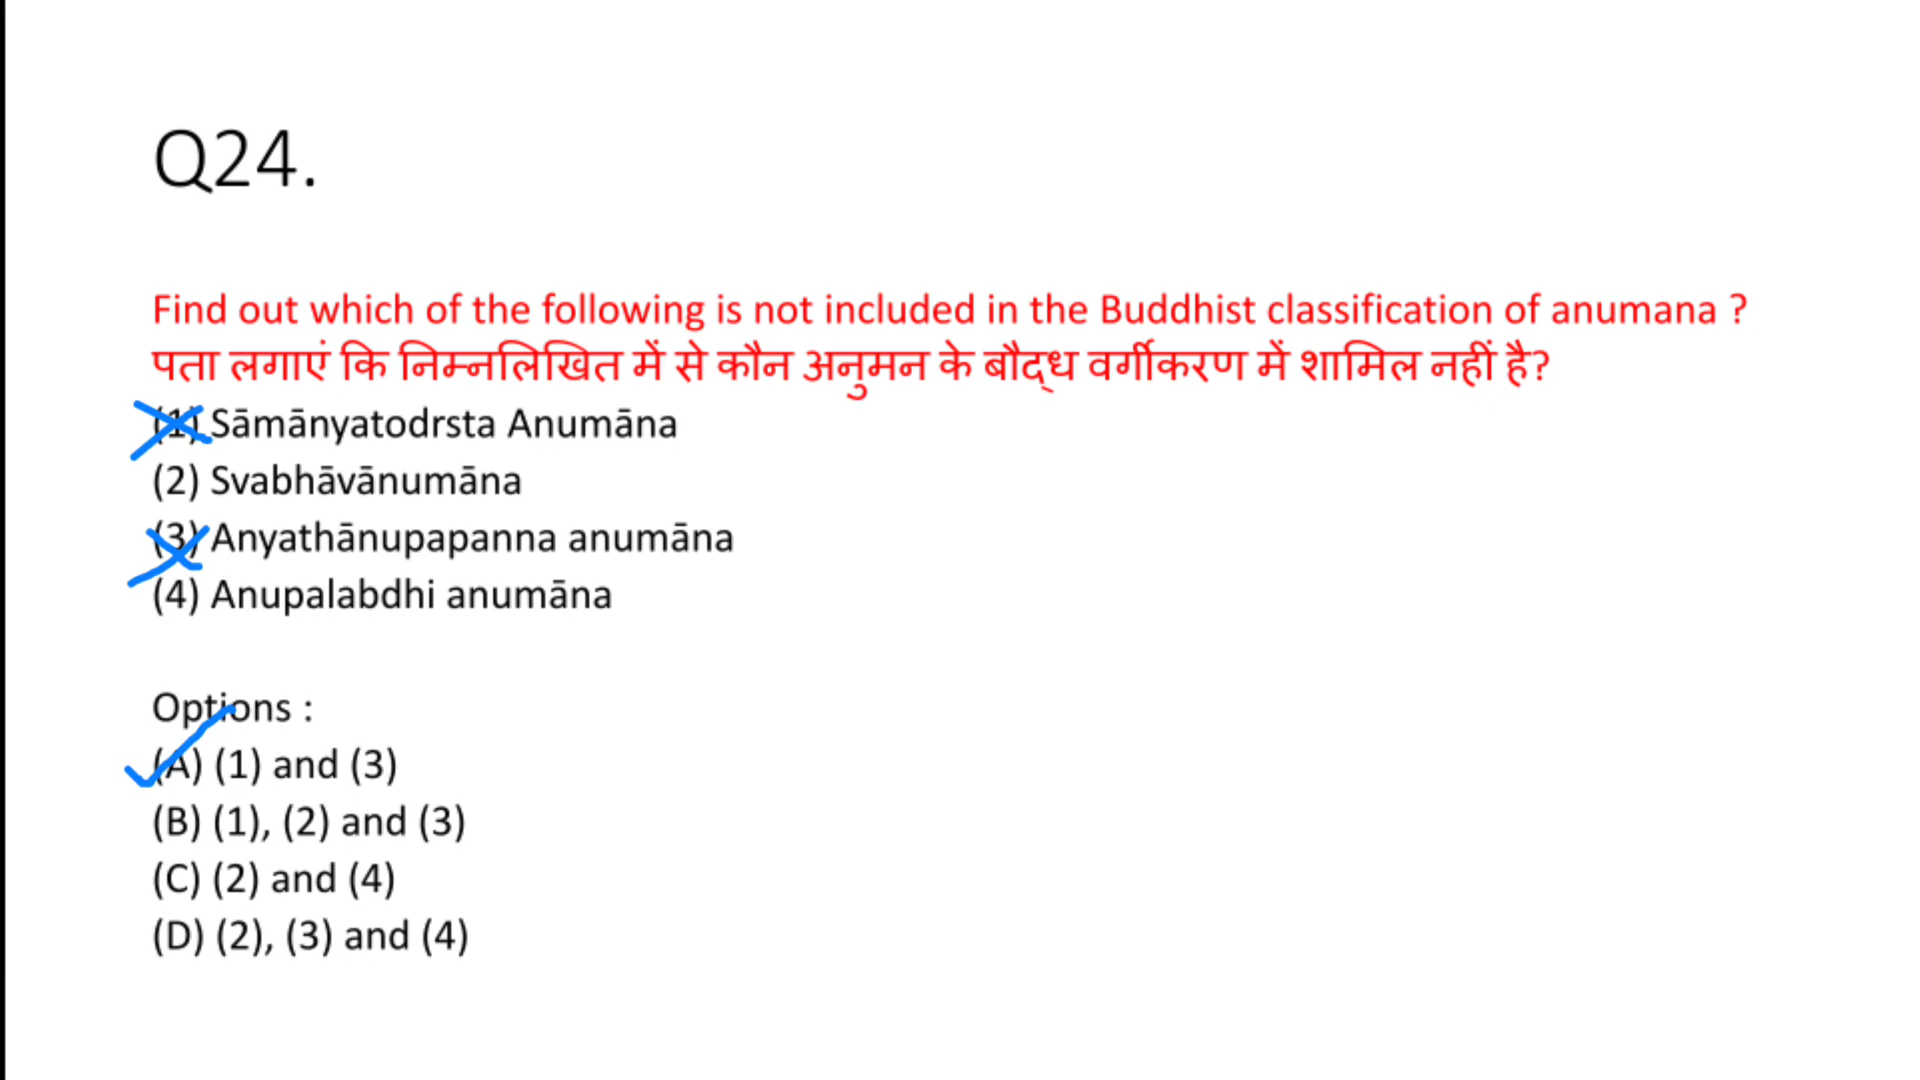 Q24.
Find out which of the following is not included in the Buddhist classification of anumana ?
पता लगाएं कि निम्नलिखित में से कौन अनुमन के बौद्ध वर्गीकरण में शामिल नहीं है?
(1) Sāmānyatodrsta Anumāna
(2) Svabhāvānumāna
(3) Anyathānupapanna anumāna
(4) Anupalabdhi anumāna
Options :
(A) (1) and (3)
(B) (1), (2) and (3)
(C) (2) and (4)
(D) (2), (3) and (4)